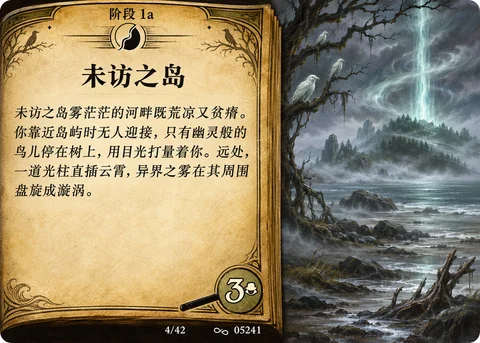 阶段 1a
未访之岛
未访之岛雾茫茫的河畔既荒凉又贫瘠。
你靠近岛屿时无人迎接，只有幽灵般的
鸟儿停在树上，用目光打量着你。远处，
一道光柱直插云霄，异界之雾在其周围
盘旋成漩涡。
3
4/42 05241